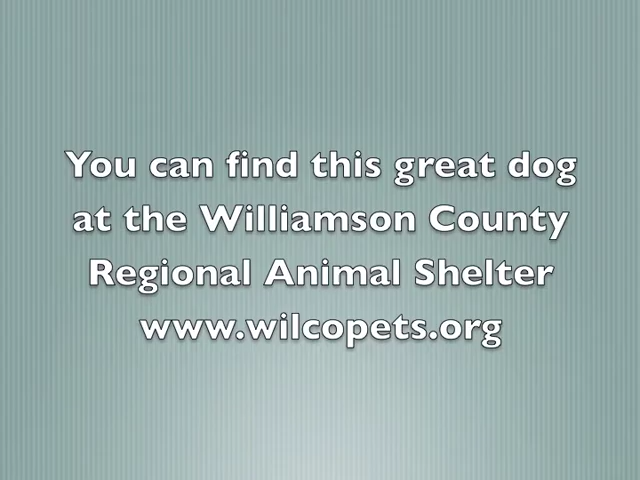 You can find this great dog
at the Williamson County
Regional Animal Shelter
www.wilcopets.org